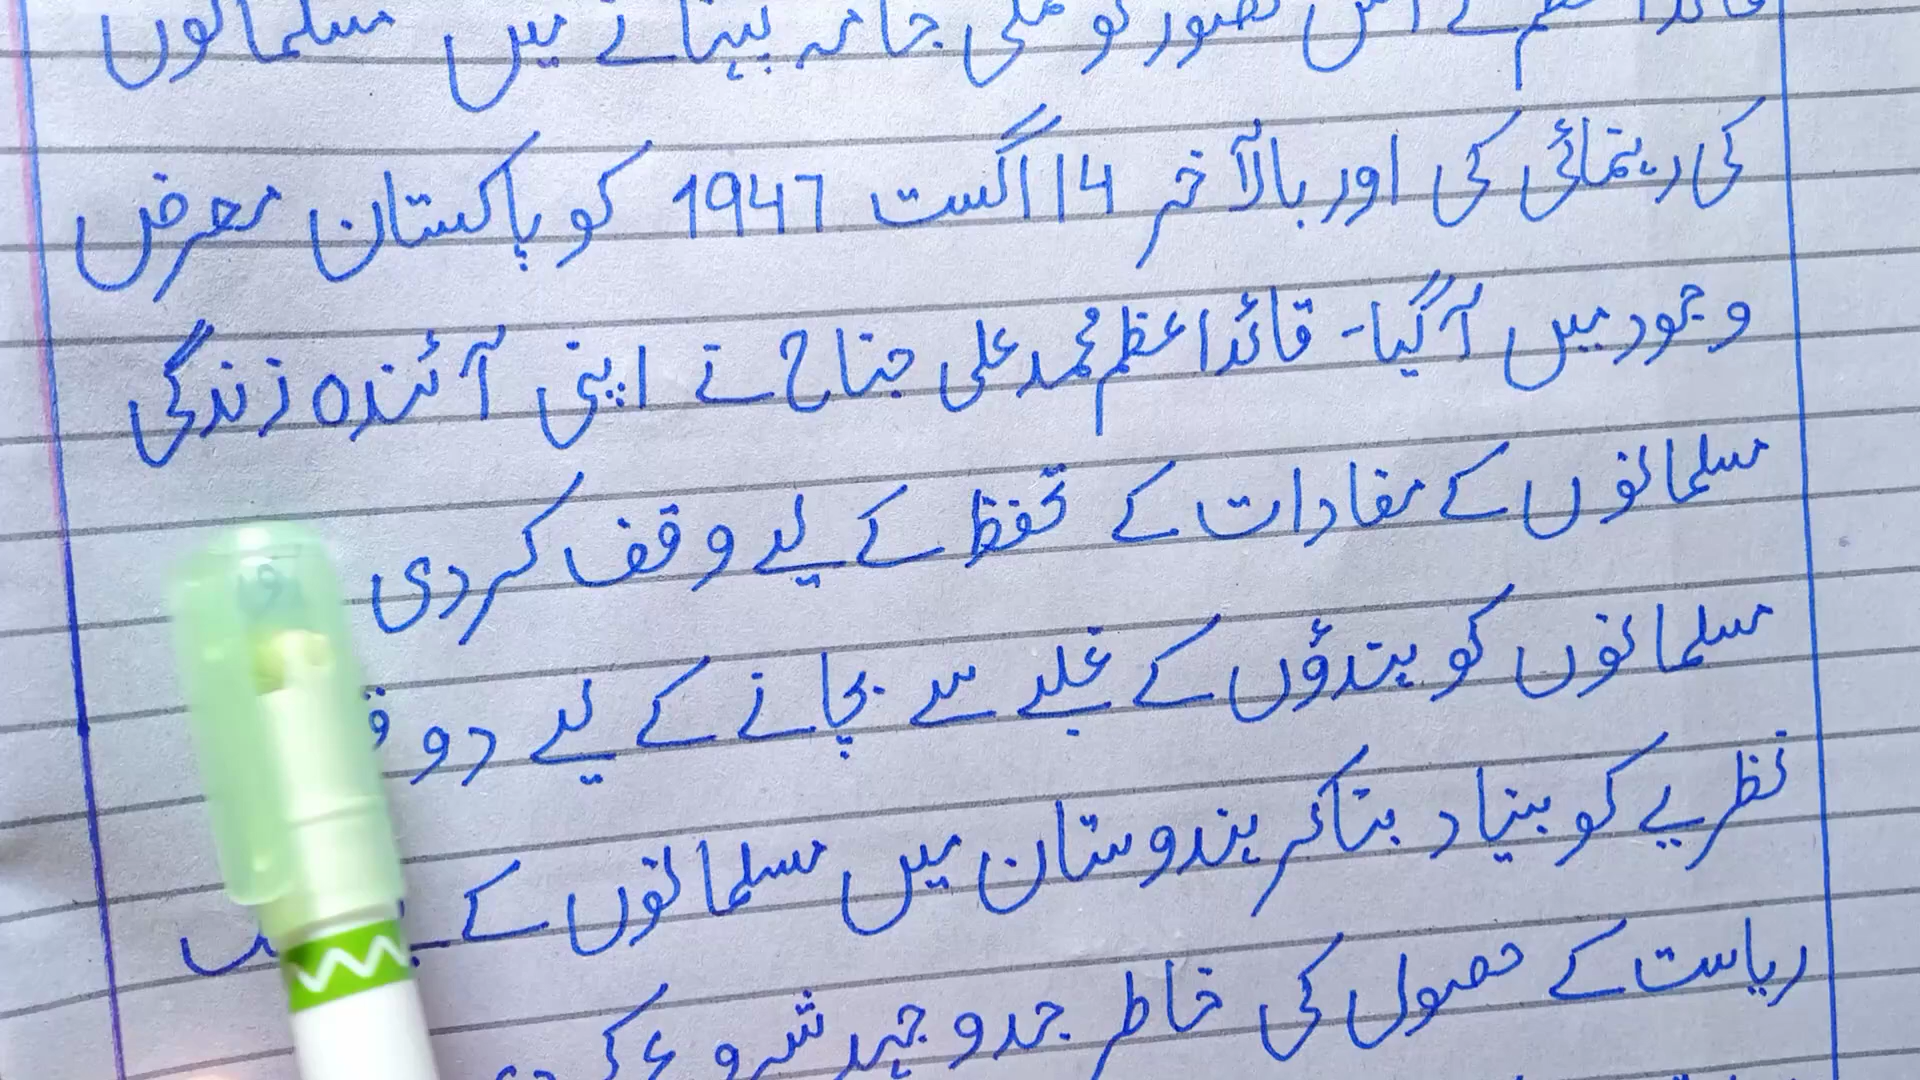 قائداعظم نے اس تصور کو عملی جامہ پہنانے میں مسلمانوں
کی رہنمائی کی اور بالآخر 14 اگست 1947 کو پاکستان معرض
وجود میں آگیا۔ قائداعظم محمد علی جناح نے اپنی آئندہ زندگی
مسلمانوں کے مفادات کے تحفظ کے لیے وقف کر دی
مسلمانوں کو ہندوؤں کے غلبے سے بچانے کے لیے دو
نظریے کو بنیاد بنا کر ہندوستان میں مسلمانوں کے
ریاست کے حصول کی خاطر جدوجہد شروع کر دی